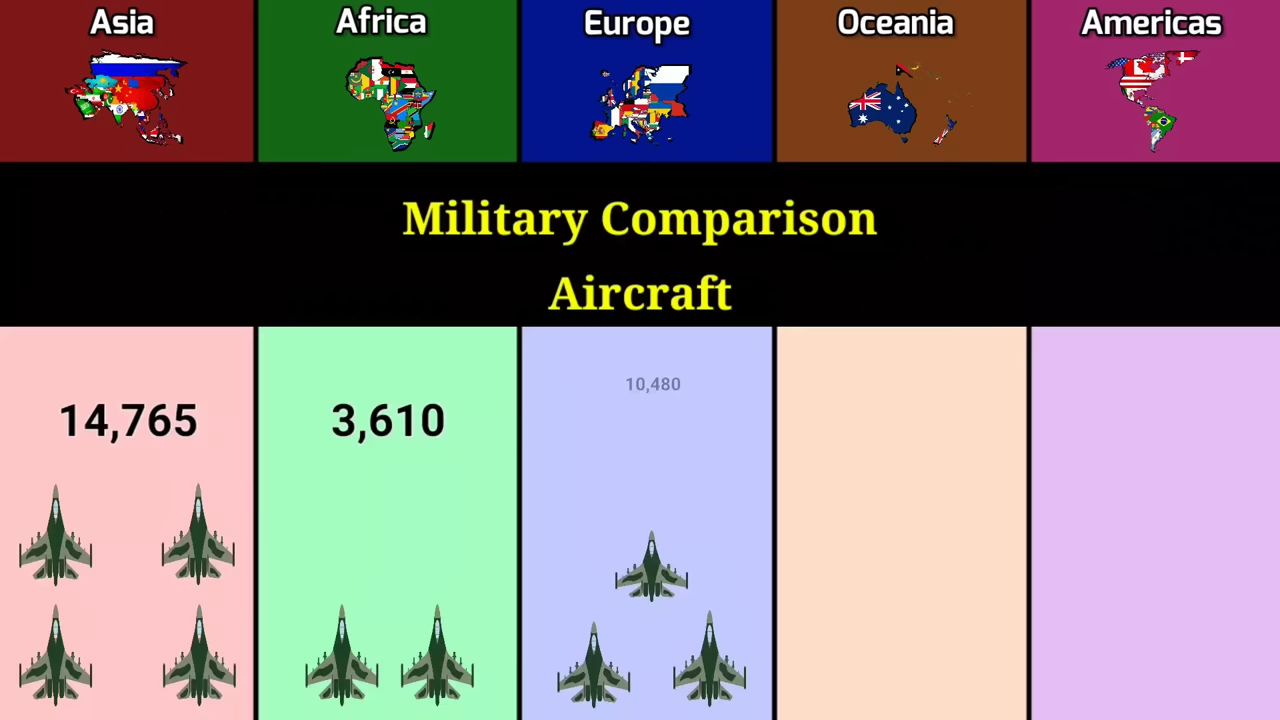 Asia
Africa
Europe
Oceania
Americas
Military Comparison
Aircraft
14,765
3,610
10,480